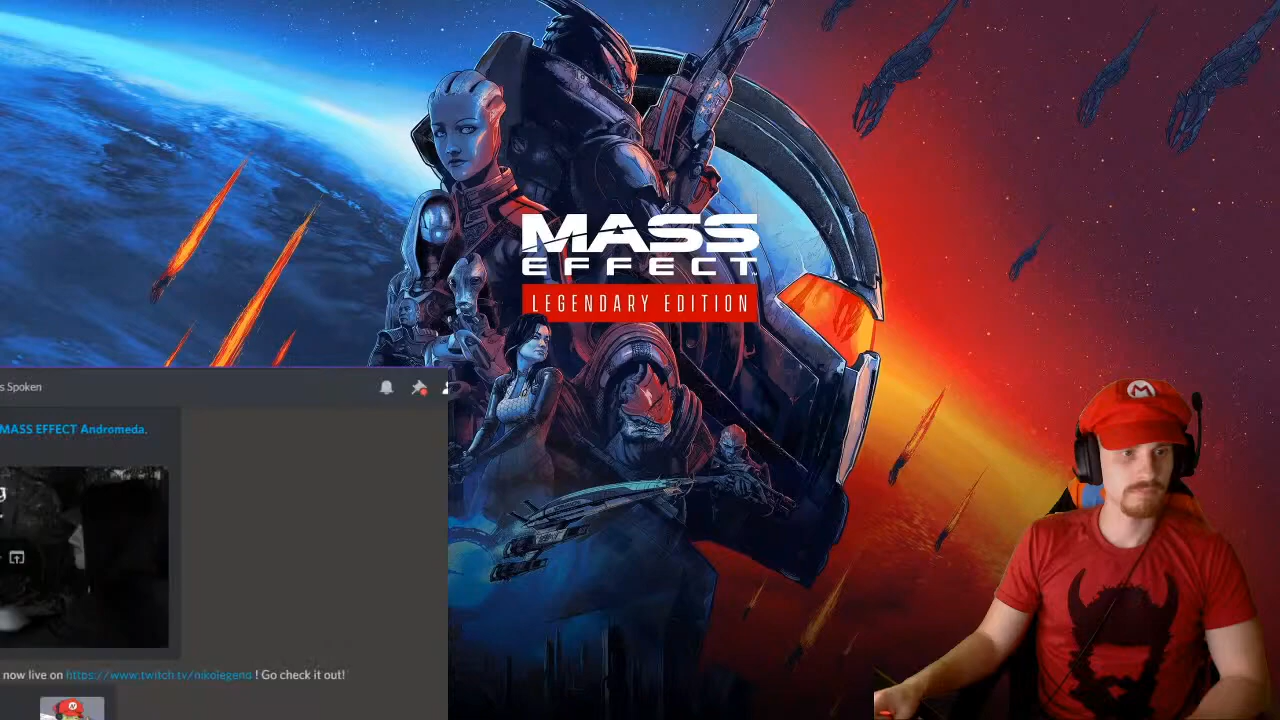 MASS
EFFECT
LEGENDARY EDITION
s Spoken
MASS EFFECT Andromeda.
g
now live on https://www.twitch.tv/nikolegend ! Go check it out!
M
N